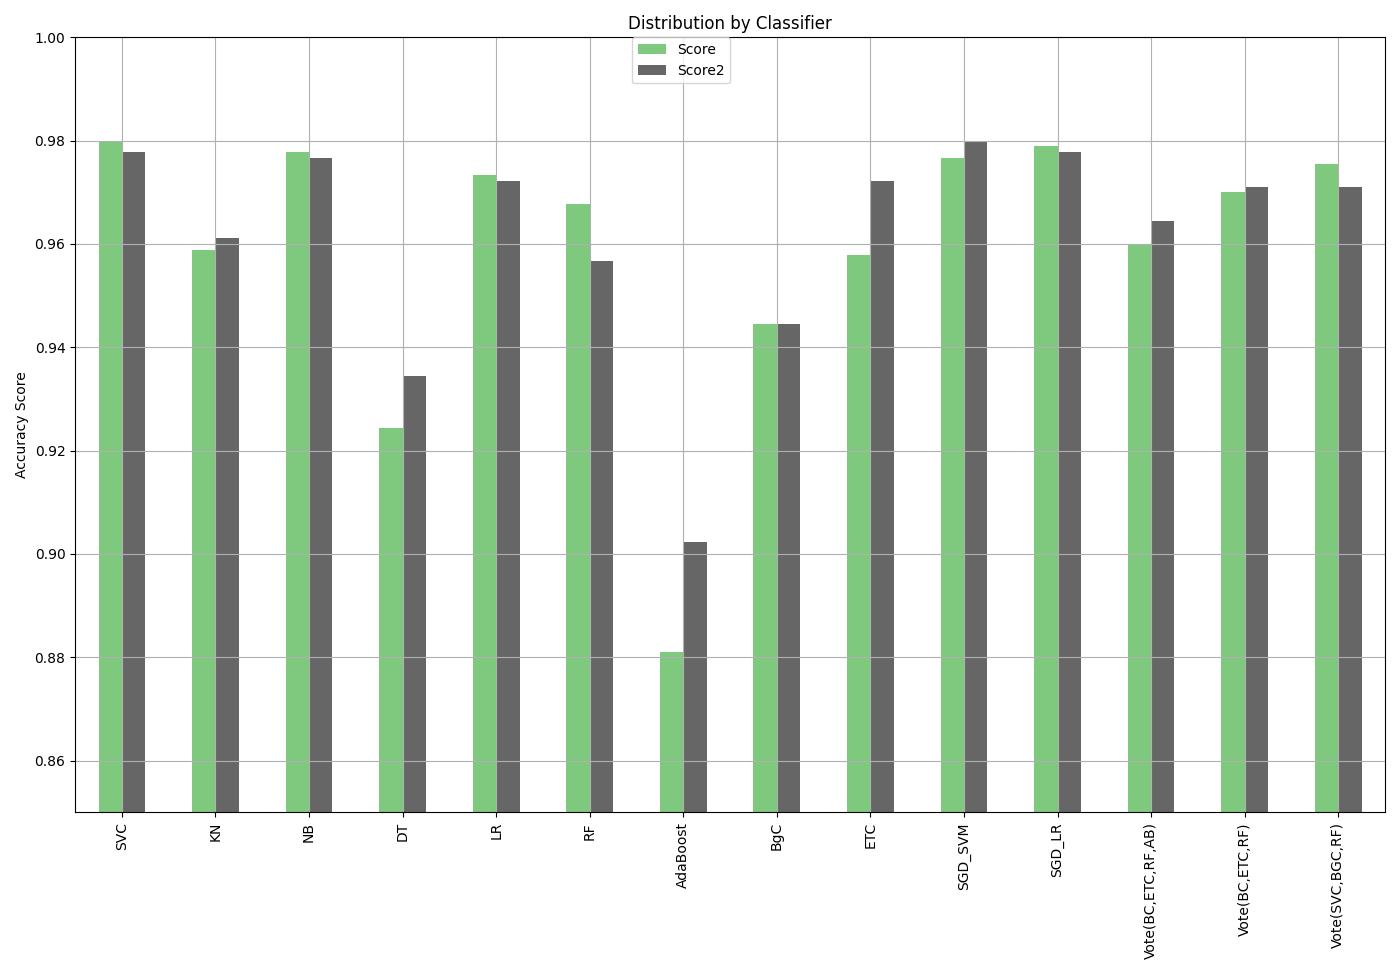 Distribution by Classifier
Score
Score2
Accuracy Score
1.00
0.98
0.96
0.94
0.92
0.90
0.88
0.86
SVC
KN
NB
DT
LR
RF
AdaBoost
BgC
ETC
SGD_SVM
SGD_LR
Vote(BC,ETC,RF,AB)
Vote(BC,ETC,RF)
Vote(SVC,BGC,RF)